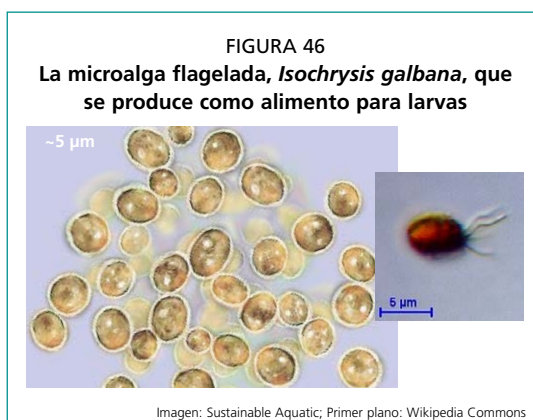 FIGURA 46
La microalga flagelada, Isochrysis galbana, que
se produce como alimento para larvas
~5 μm
5 μm
Imagen: Sustainable Aquatic; Primer plano: Wikipedia Commons